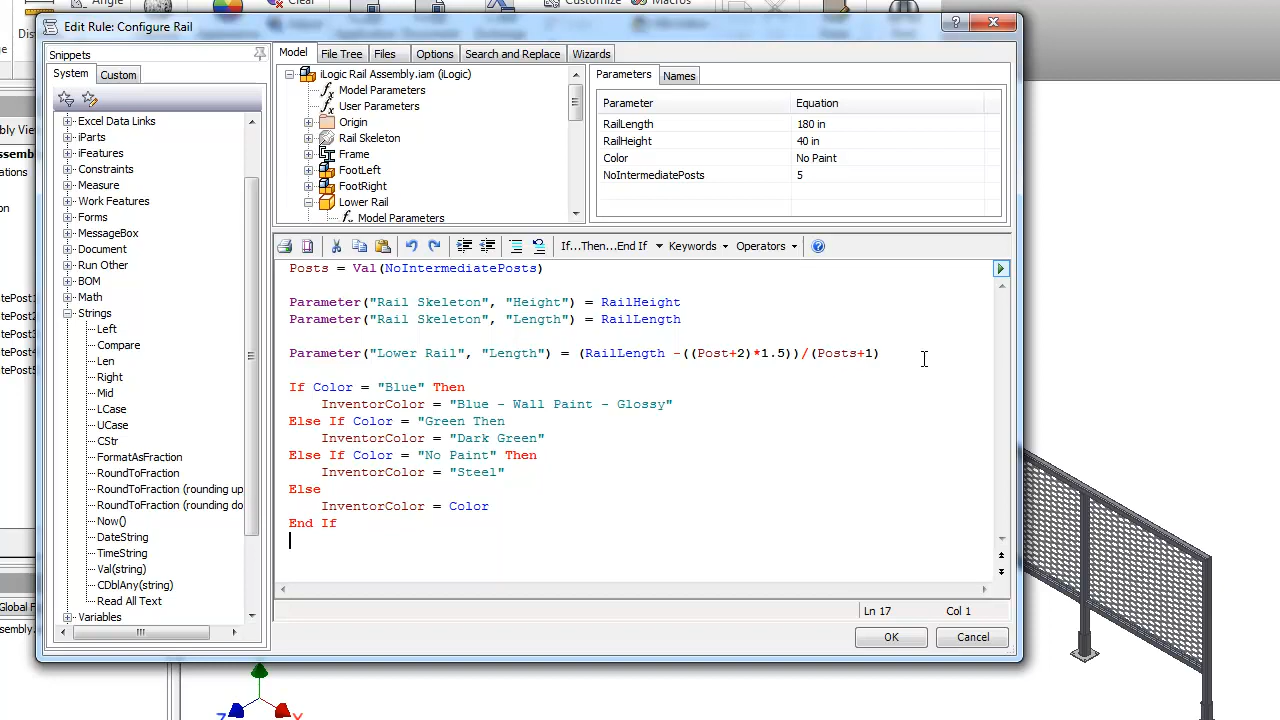 Angle
Clear
Customize
Macros
Edit Rule: Configure Rail
Snippets
System
Custom
Excel Data Links
iParts
iFeatures
Constraints
Measure
Work Features
Forms
MessageBox
Document
Run Other
BOM
Math
Strings
Left
Compare
Len
Right
Mid
LCase
UCase
CStr
FormatAsFraction
RoundToFraction
RoundToFraction (rounding up
RoundToFraction (rounding do
Now()
DateString
TimeString
Val(string)
CDblAny(string)
Read All Text
Variables
Model
File Tree
Files
Options
Search and Replace
Wizards
iLogic Rail Assembly.iam (iLogic)
Model Parameters
User Parameters
Origin
Rail Skeleton
Frame
FootLeft
FootRight
Lower Rail
Model Parameters
Parameters
Names
Parameter Equation
RailLength 180 in
RailHeight 40 in
Color No Paint
NoIntermediatePosts 5
If...Then...End If
Keywords
Operators
Posts = Val(NoIntermediatePosts)
Parameter("Rail Skeleton", "Height") = RailHeight
Parameter("Rail Skeleton", "Length") = RailLength
Parameter("Lower Rail", "Length") = (RailLength -((Post+2)*1.5))/(Posts+1)
If Color = "Blue" Then
InventorColor = "Blue - Wall Paint - Glossy"
Else If Color = "Green Then
InventorColor = "Dark Green"
Else If Color = "No Paint" Then
InventorColor = "Steel"
Else
InventorColor = Color
End If
Ln 17
Col 1
OK
Cancel
Z
X